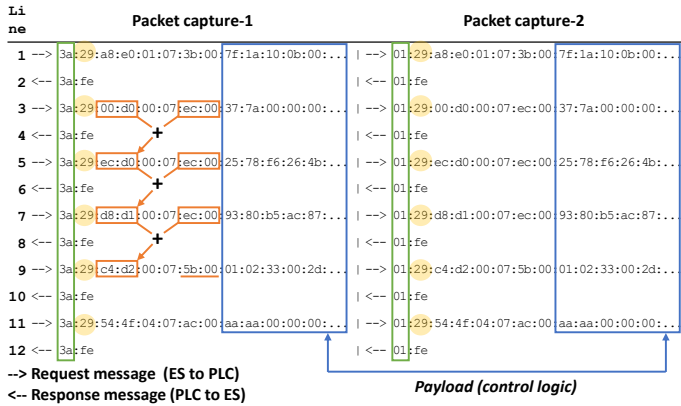 Li
ne
Packet capture-1
Packet capture-2
1 --> 3a:29:a8:e0:01:07:3b:00:7f:1a:10:0b:00:... | --> 01:29:a8:e0:01:07:3b:00:7f:1a:10:0b:00:...
2 <-- 3a:fe | <-- 01:fe
3 --> 3a:29:00:d0:00:07:ec:00:37:7a:00:00:00:... | --> 01:29:00:d0:00:07:ec:00:37:7a:00:00:00:...
4 <-- 3a:fe + | <-- 01:fe
5 --> 3a:29:ec:d0:00:07:ec:00:25:78:f6:26:4b:... | --> 01:29:ec:d0:00:07:ec:00:25:78:f6:26:4b:...
6 <-- 3a:fe + | <-- 01:fe
7 --> 3a:29:d8:d1:00:07:ec:00:93:80:b5:ac:87:... | --> 01:29:d8:d1:00:07:ec:00:93:80:b5:ac:87:...
8 <-- 3a:fe + | <-- 01:fe
9 --> 3a:29:c4:d2:00:07:5b:00:01:02:33:00:2d:... | --> 01:29:c4:d2:00:07:5b:00:01:02:33:00:2d:...
10 <-- 3a:fe | <-- 01:fe
11 --> 3a:29:54:4f:04:07:ac:00:aa:aa:00:00:00:... | --> 01:29:54:4f:04:07:ac:00:aa:aa:00:00:00:...
12 <-- 3a:fe | <-- 01:fe
--> Request message (ES to PLC)
<-- Response message (PLC to ES)
Payload (control logic)